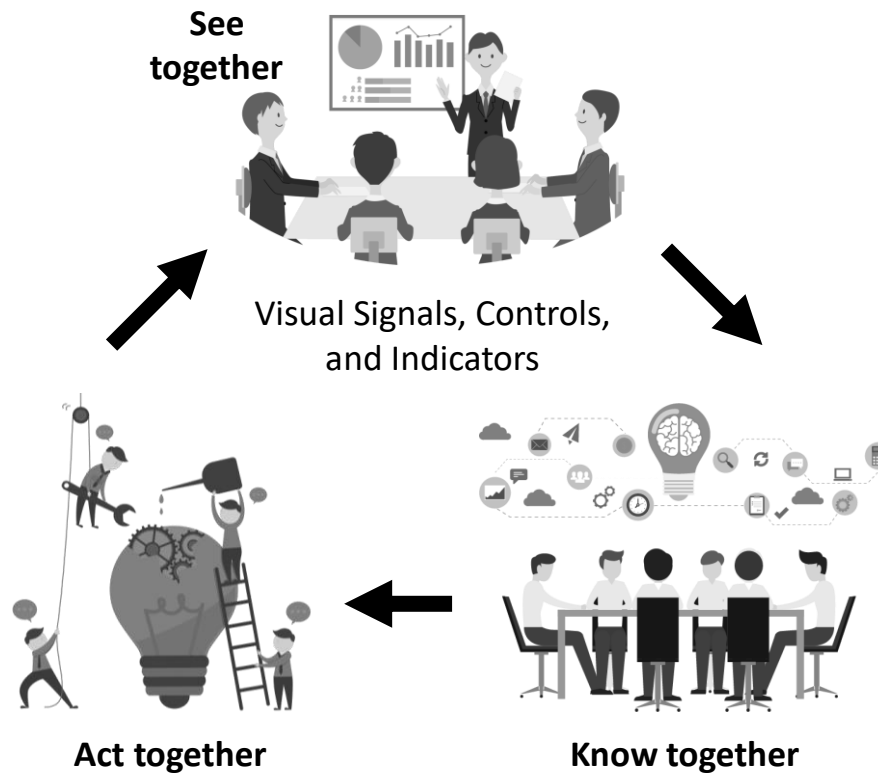 See
together
Visual Signals, Controls,
and Indicators
Act together
Know together